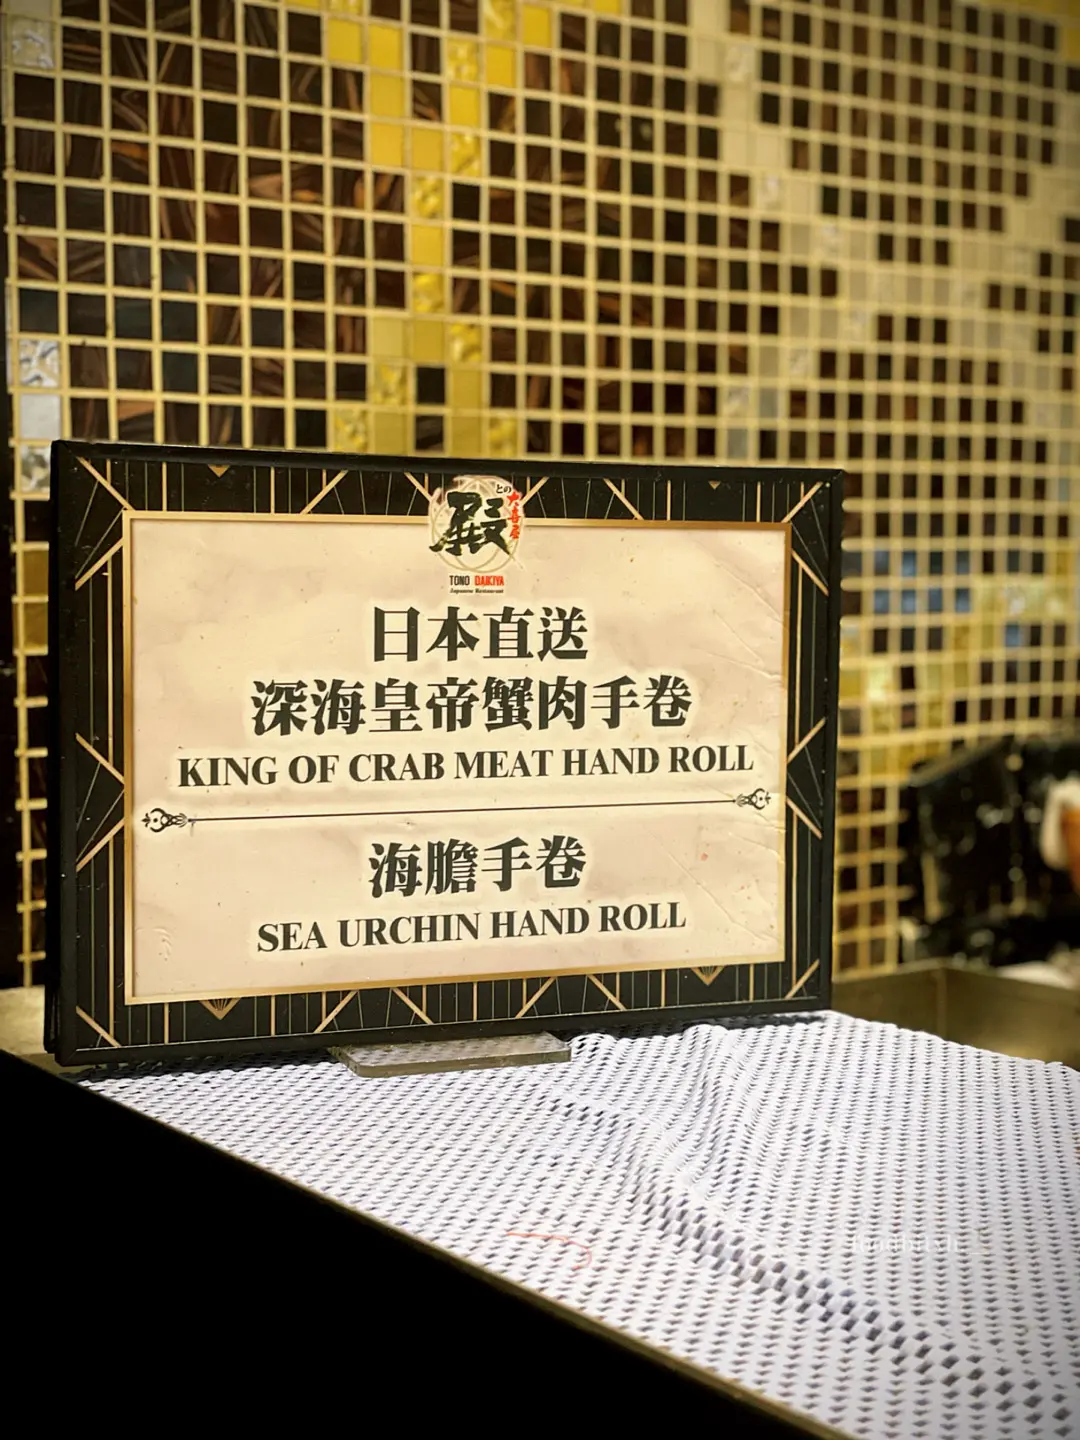 との
殿
大喜屋
TONO DAIKIYA
Japanese Restaurant
日本直送
深海皇帝蟹肉手卷
KING OF CRAB MEAT HAND ROLL
海膽手卷
SEA URCHIN HAND ROLL